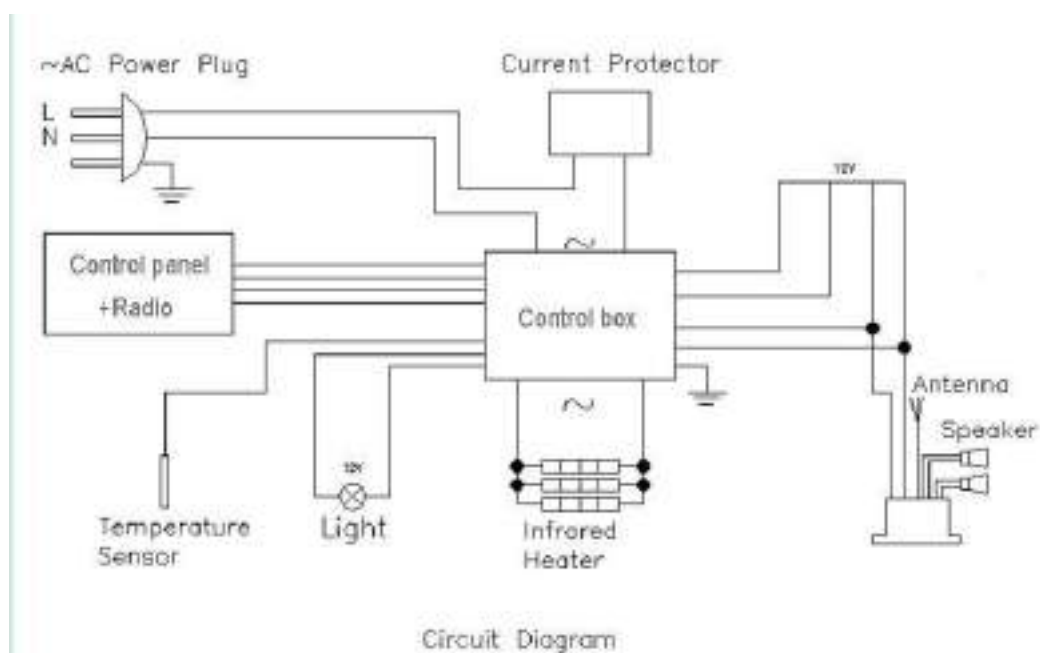 ~AC Power Plug
Current Protector
L
N
12V
Control panel
+Radio
~
Control box
~
Antenna
Speaker
12V
Light
Temperature
Sensor
Infrared
Heater
Circuit Diagram